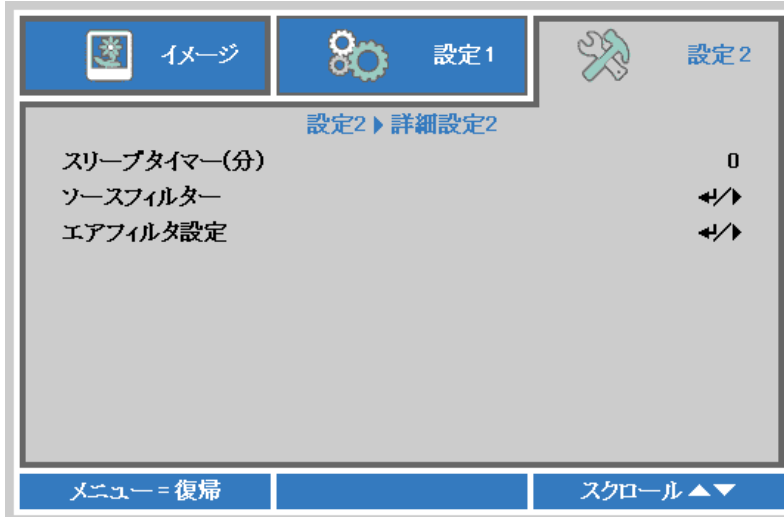 イメージ
設定1
設定2
設定2 ▶ 詳細設定2
スリープタイマー(分) 0
ソースフィルター ↵/▶
エアフィルタ設定 ↵/▶
メニュー = 復帰
スクロール ▲▼